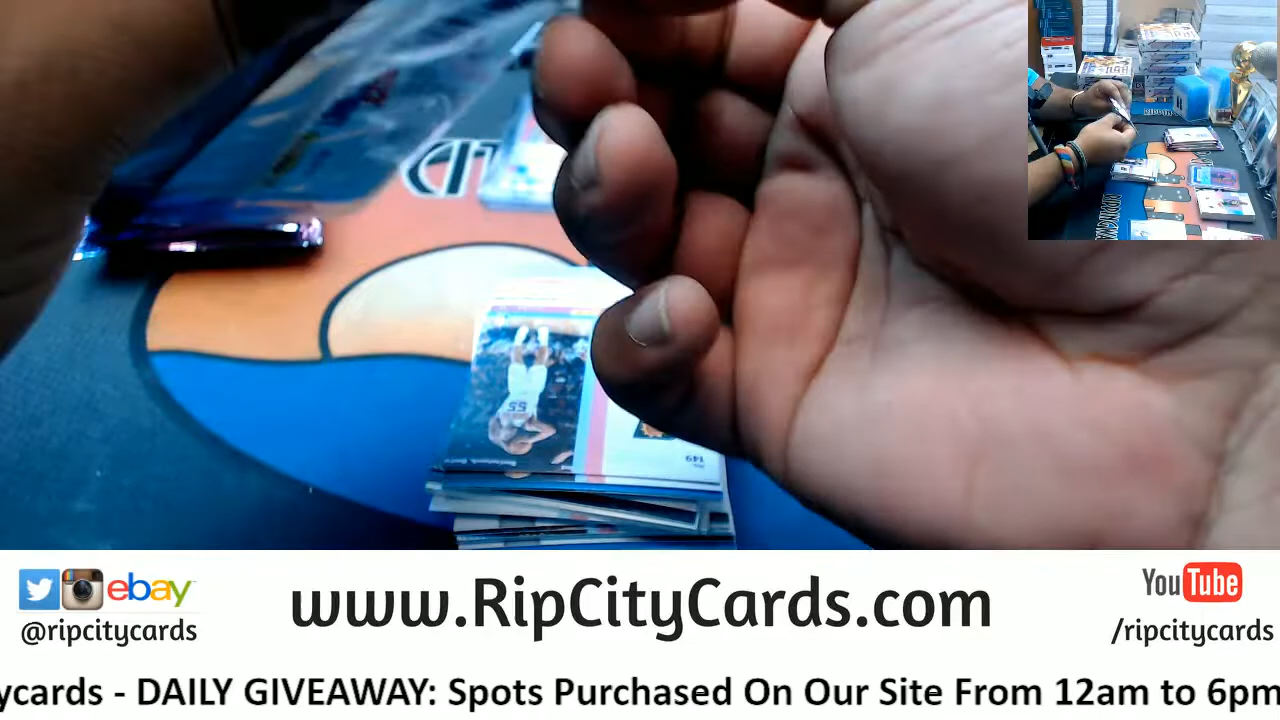 55
NO.
149
ebay
@ripcitycards
www.RipCityCards.com
YouTube
/ripcitycards
ycards - DAILY GIVEAWAY: Spots Purchased On Our Site From 12am to 6pm